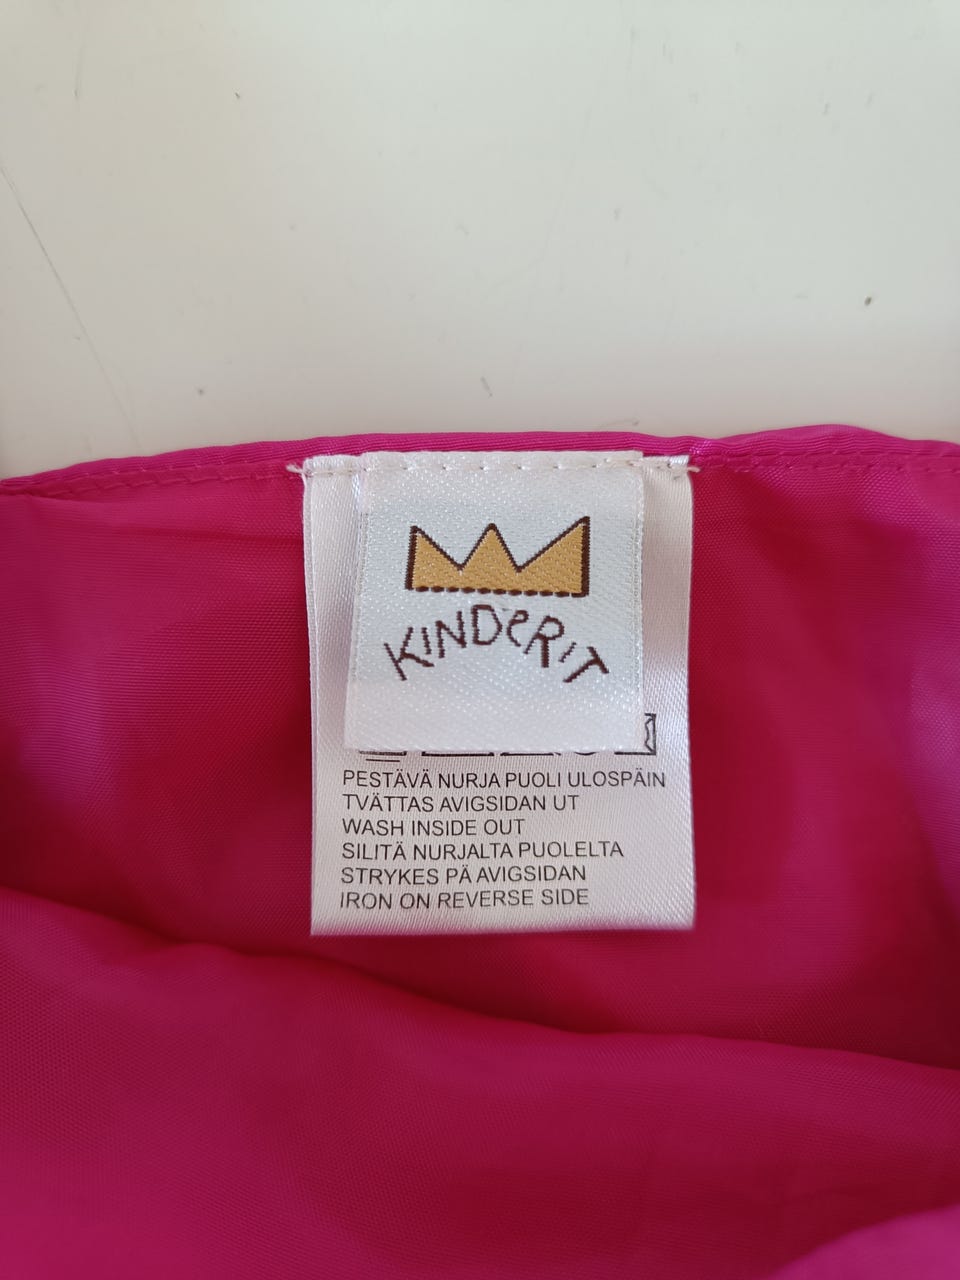 KINDERIT
PESTÄVÄ NURJA PUOLI ULOSPÄIN
TVÄTTAS AVIGSIDAN UT
WASH INSIDE OUT
SILITÄ NURJALTA PUOLELTA
STRYKES PÄ AVIGSIDAN
IRON ON REVERSE SIDE